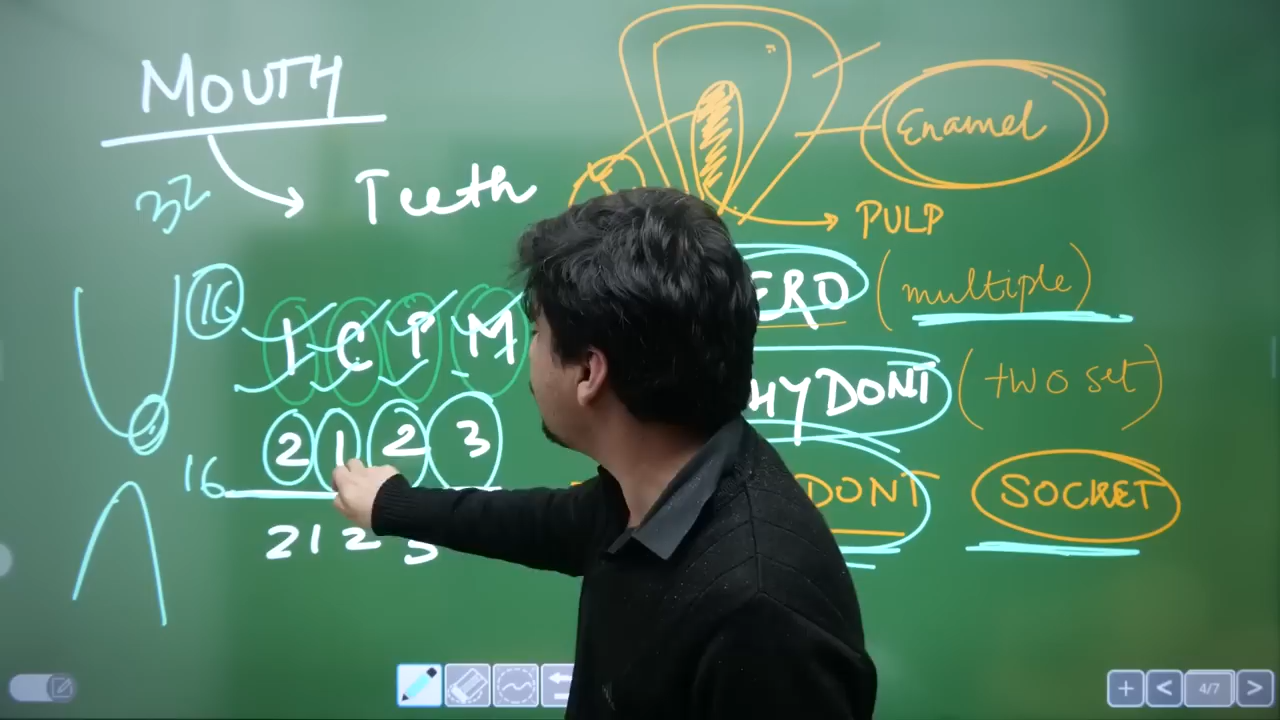 MOUTH
32
Teeth
Enamel
PULP
16
I C P M
2 1 2 3
16
2 1 2 3
ERO (multiple)
HYDONT (two set)
DONT SOCKET
4/7